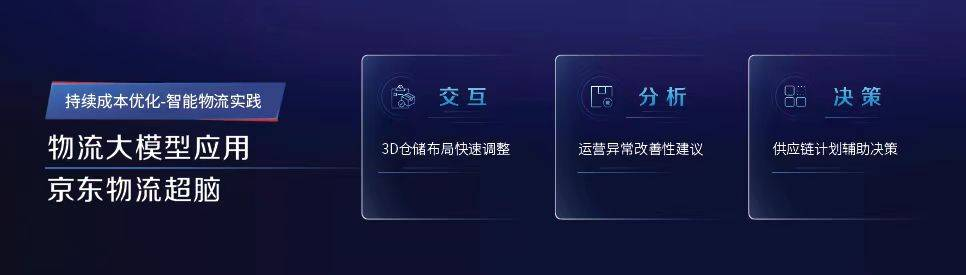 持续成本优化-智能物流实践
物流大模型应用
京东物流超脑
交互
3D仓储布局快速调整
分析
运营异常改善性建议
决策
供应链计划辅助决策